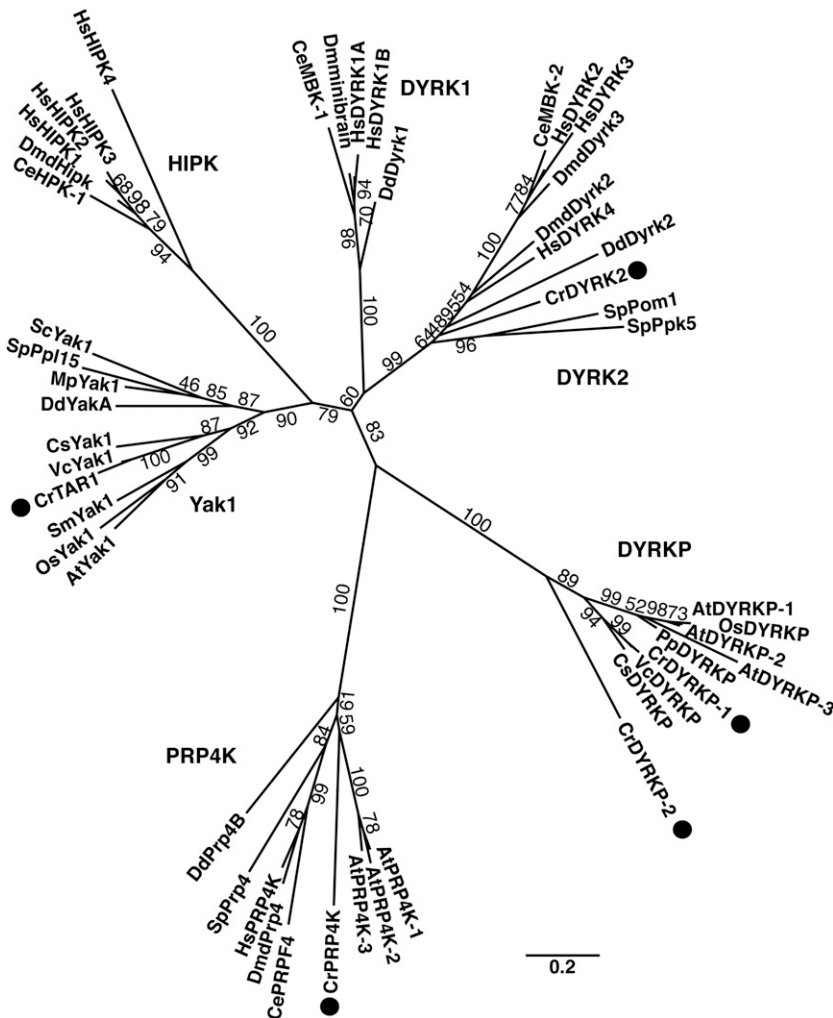 HsHIPK4
HsHIPK3
HsHIPK2
HsHIPK1
DmdHipk
CeHPK-1
68
98
79
94
HIPK
100
CeMBK-1
Dmminibrain
HsDYRK1A
HsDYRK1B
DdDyrk1
DYRK1
94
70
98
100
CeMBK-2
HsDYRK2
HsDYRK3
DmdDyrk3
DmdDyrk2
HsDYRK4
DdDyrk2
CrDYRK2
SpPom1
SpPpk5
DYRK2
77
84
100
64
48
95
54
96
99
60
79
83
ScYak1
SpPpl15
MpYak1
DdYakA
CsYak1
VcYak1
CrTAR1
SmYak1
OsYak1
AtYak1
46
85
87
90
92
87
100
99
91
Yak1
100
DYRKP
89
99
52
98
73
94
99
AtDYRKP-1
OsDYRKP
AtDYRKP-2
AtDYRKP-3
PpDYRKP
CrDYRKP-1
VcDYRKP
CsDYRKP
CrDYRKP-2
100
PRP4K
91
59
84
99
78
100
78
DdPrp4B
SpPrp4
HsPRP4K
DmdPrp4
CePRPF4
CrPRP4K
AtPRP4K-3
AtPRP4K-2
AtPRP4K-1
0.2